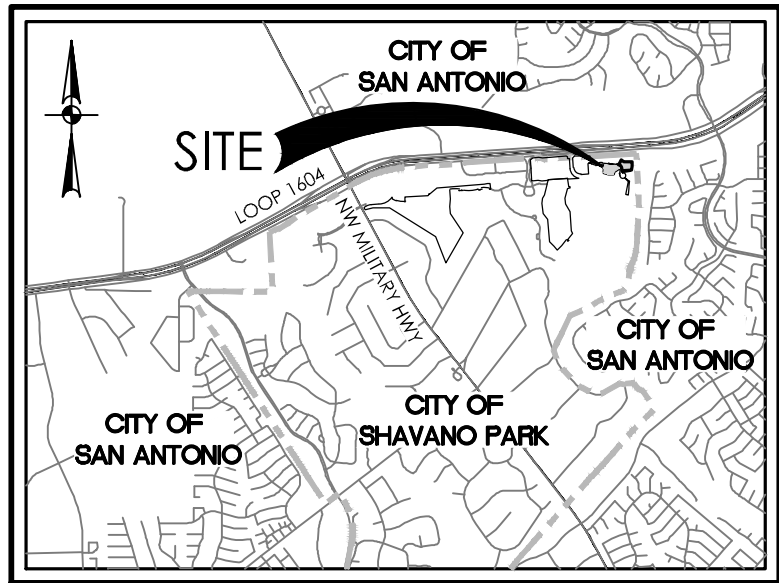 CITY OF
SAN ANTONIO
SITE
LOOP 1604
NW MILITARY HWY
CITY OF
SAN ANTONIO
CITY OF
SHAVANO PARK
CITY OF
SAN ANTONIO